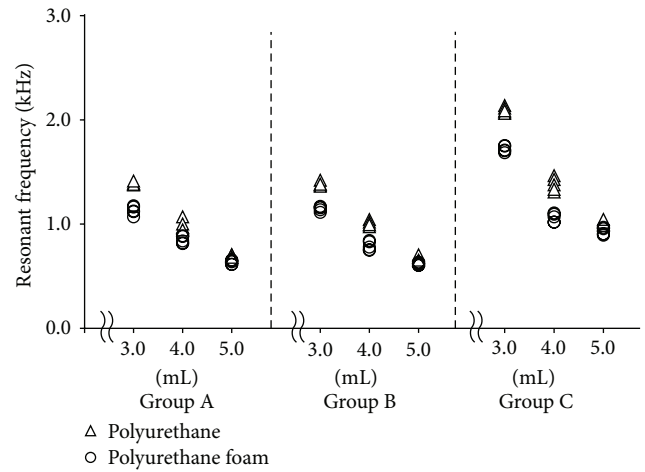 Resonant frequency (kHz)
3.0
2.0
1.0
0.0
3.0 4.0 5.0 3.0 4.0 5.0 3.0 4.0 5.0
(mL) (mL) (mL)
Group A Group B Group C
Polyurethane
Polyurethane foam